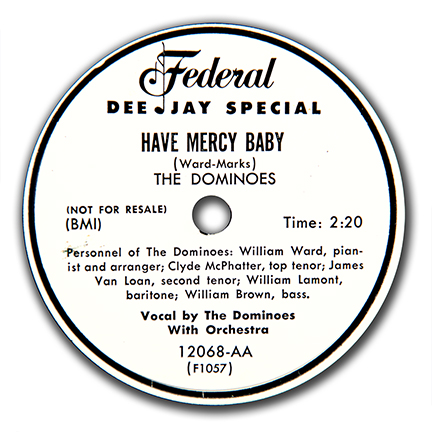 Federal
DEE JAY SPECIAL
HAVE MERCY BABY
(Ward-Marks)
THE DOMINOES
(NOT FOR RESALE)
(BMI) Time: 2:20
Personnel of The Dominoes: William Ward, pian-
ist and arranger; Clyde McPhatter, top tenor; James
Van Loan, second tenor; William Lamont,
baritone; William Brown, bass.
Vocal by The Dominoes
With Orchestra
12068-AA
(F1057)